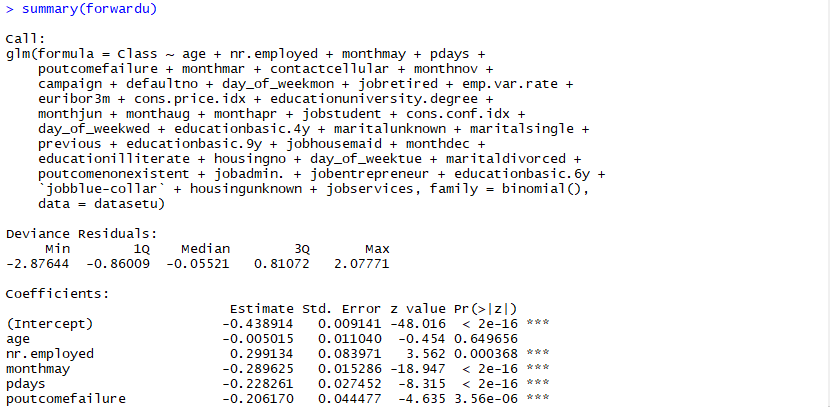 > summary(forwardu)
Call:
glm(formula = Class ~ age + nr.employed + monthmay + pdays +
poutcomefailure + monthmar + contactcellular + monthnov +
campaign + defaultno + day_of_weekmon + jobretired + emp.var.rate +
euribor3m + cons.price.idx + educationuniversity.degree +
monthjun + monthaug + monthapr + jobstudent + cons.conf.idx +
day_of_weekwed + educationbasic.4y + maritalunknown + maritalsingle +
previous + educationbasic.9y + jobhousemaid + monthdec +
educationilliterate + housingno + day_of_weektue + maritaldivorced +
poutcomenonexistent + jobadmin. + jobentrepreneur + educationbasic.6y +
`jobblue-collar` + housingunknown + jobservices, family = binomial(),
data = datasetu)
Deviance Residuals:
Min 1Q Median 3Q Max
-2.87644 -0.86009 -0.05521 0.81072 2.07771
Coefficients:
Estimate Std. Error z value Pr(>|z|)
(Intercept) -0.438914 0.009141 -48.016 < 2e-16 ***
age -0.005015 0.011040 -0.454 0.649656
nr.employed 0.299134 0.083971 3.562 0.000368 ***
monthmay -0.289625 0.015286 -18.947 < 2e-16 ***
pdays -0.228261 0.027452 -8.315 < 2e-16 ***
poutcomefailure -0.206170 0.044477 -4.635 3.56e-06 ***